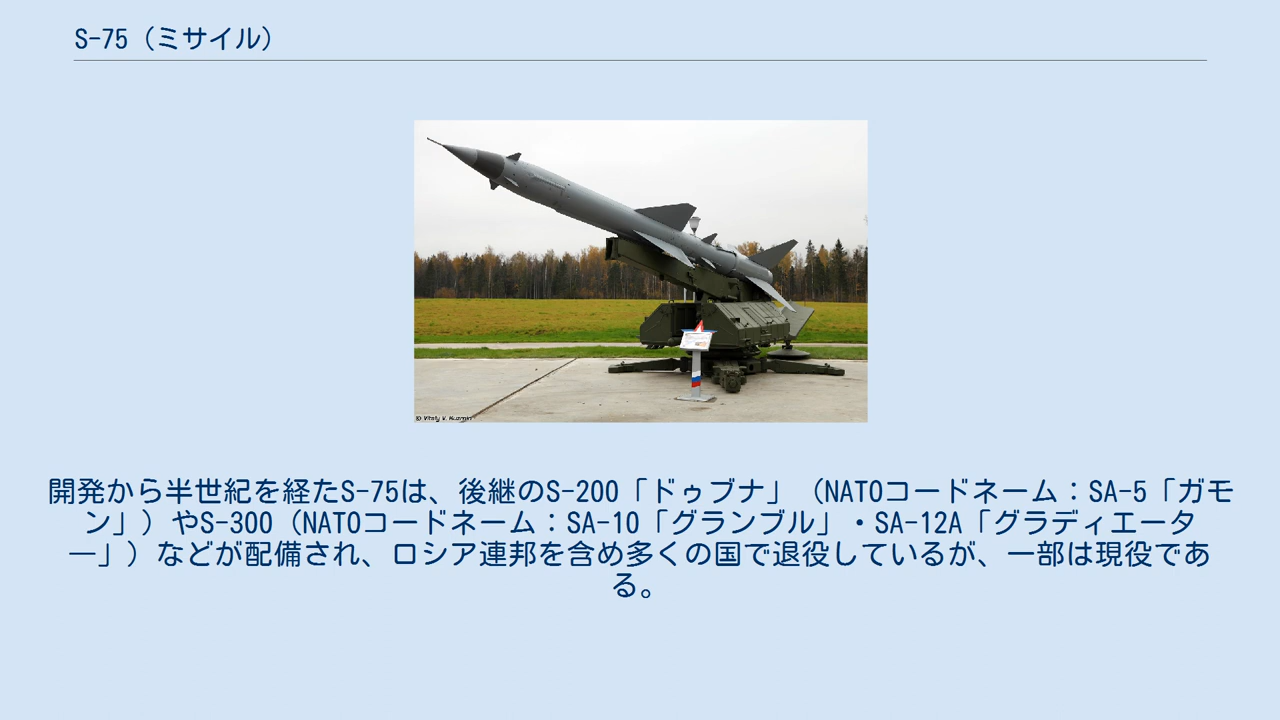 S-75（ミサイル）
© Vitaly V. Kuzmin
開発から半世紀を経たS-75は、後継のS-200「ドゥブナ」（NATOコードネーム：SA-5「ガモ
ン」）やS-300（NATOコードネーム：SA-10「グランブル」・SA-12A「グラディエータ
ー」）などが配備され、ロシア連邦を含め多くの国で退役しているが、一部は現役であ
る。